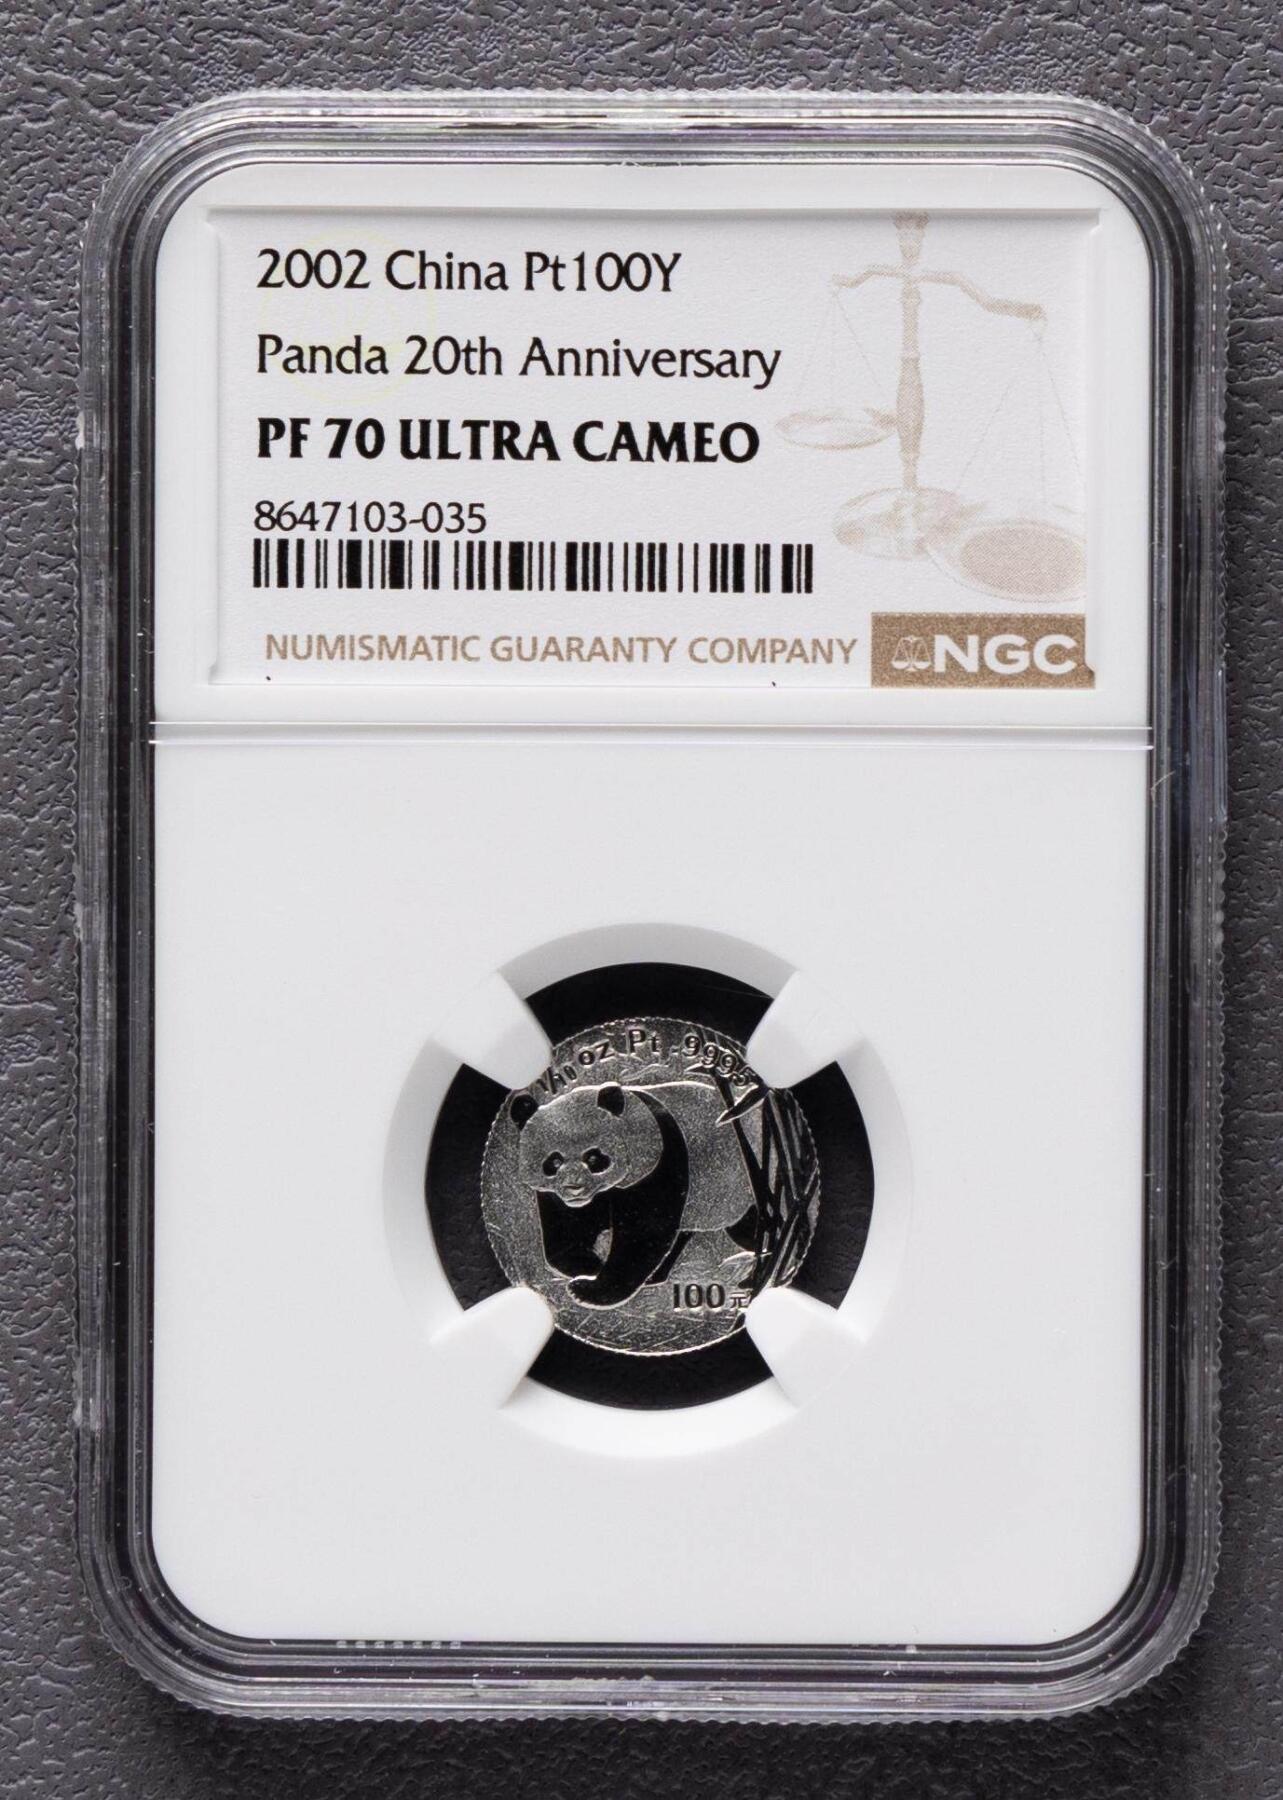 2002 China Pt100Y
Panda 20th Anniversary
PF 70 ULTRA CAMEO
8647103-035
NUMISMATIC GUARANTY COMPANY
NGC
1/10 oz Pt .9995
100元